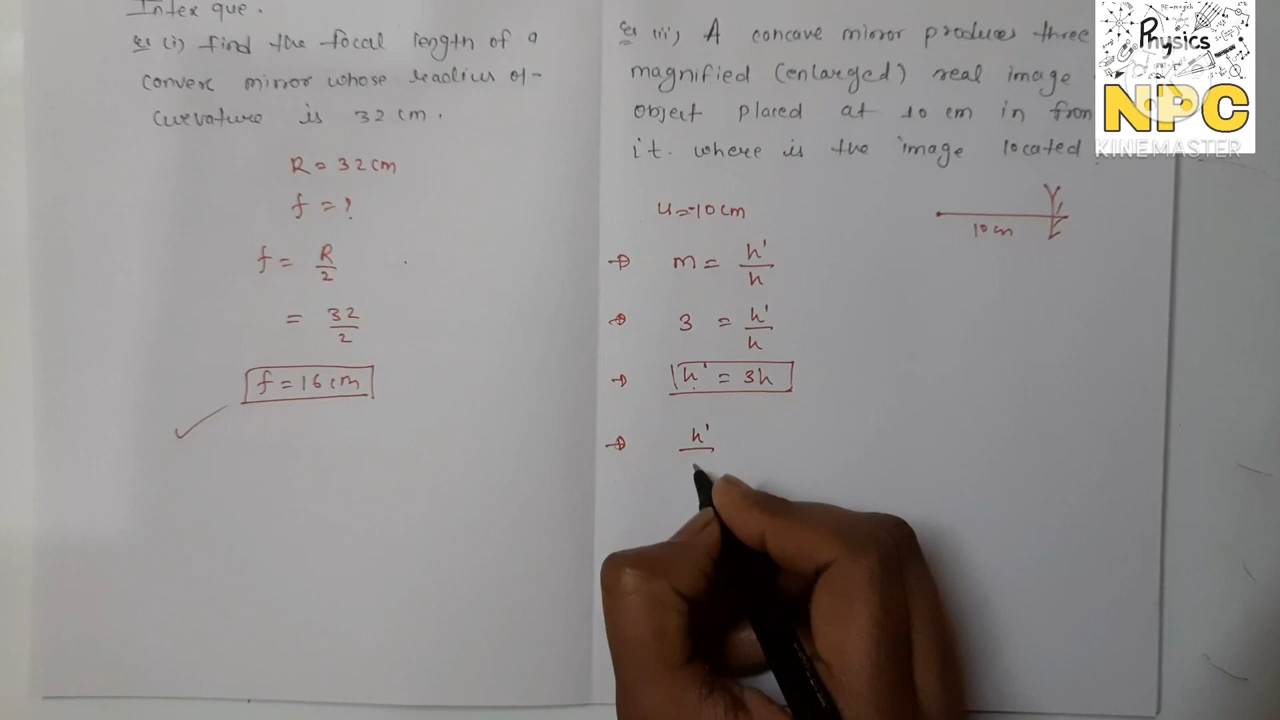 Intex que.
Q (i) find the focal length of a
convex mirror whose radius of
curvature is 32 cm.
R = 32 cm
f = ?
f = R/2
= 32/2
f = 16 cm
Q (ii) A concave mirror produces three
magnified (enlarged) real image
object placed at 10 cm in
it. where is the image located
u = -10 cm
10 cm
→ m = h'/h
→ 3 = h'/h
→ h' = 3h
→ h'
Physics
NPC
KINEMASTER